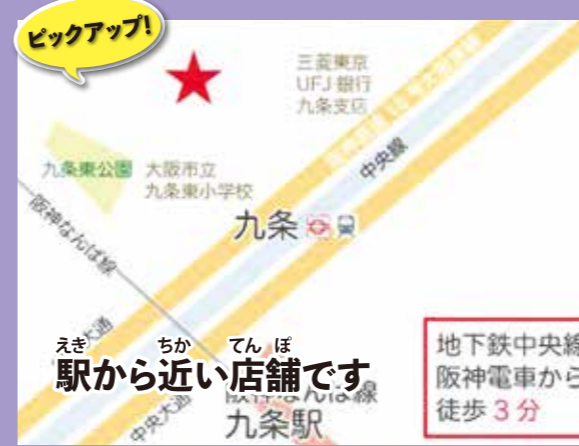 ピックアップ!
三菱東京
UFJ 銀行
九条支店
中央線
九条東公園
大阪市立
九条東小学校
阪神なんば線
九条
えき ちか てん ぽ
駅から近い店舗です
阪神なんば線
九条駅
中央大通
地下鉄中央線
阪神電車から
徒歩 3 分